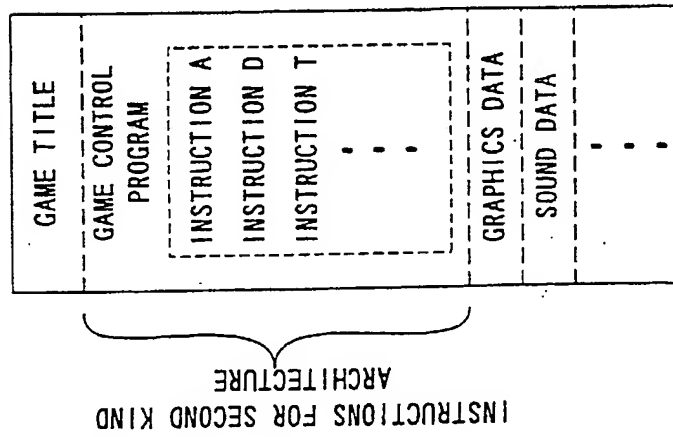 GAME TITLE
GAME CONTROL
PROGRAM
INSTRUCTION A
INSTRUCTION D
INSTRUCTION T
GRAPHICS DATA
SOUND DATA
INSTRUCTIONS FOR SECOND KIND
ARCHITECTURE